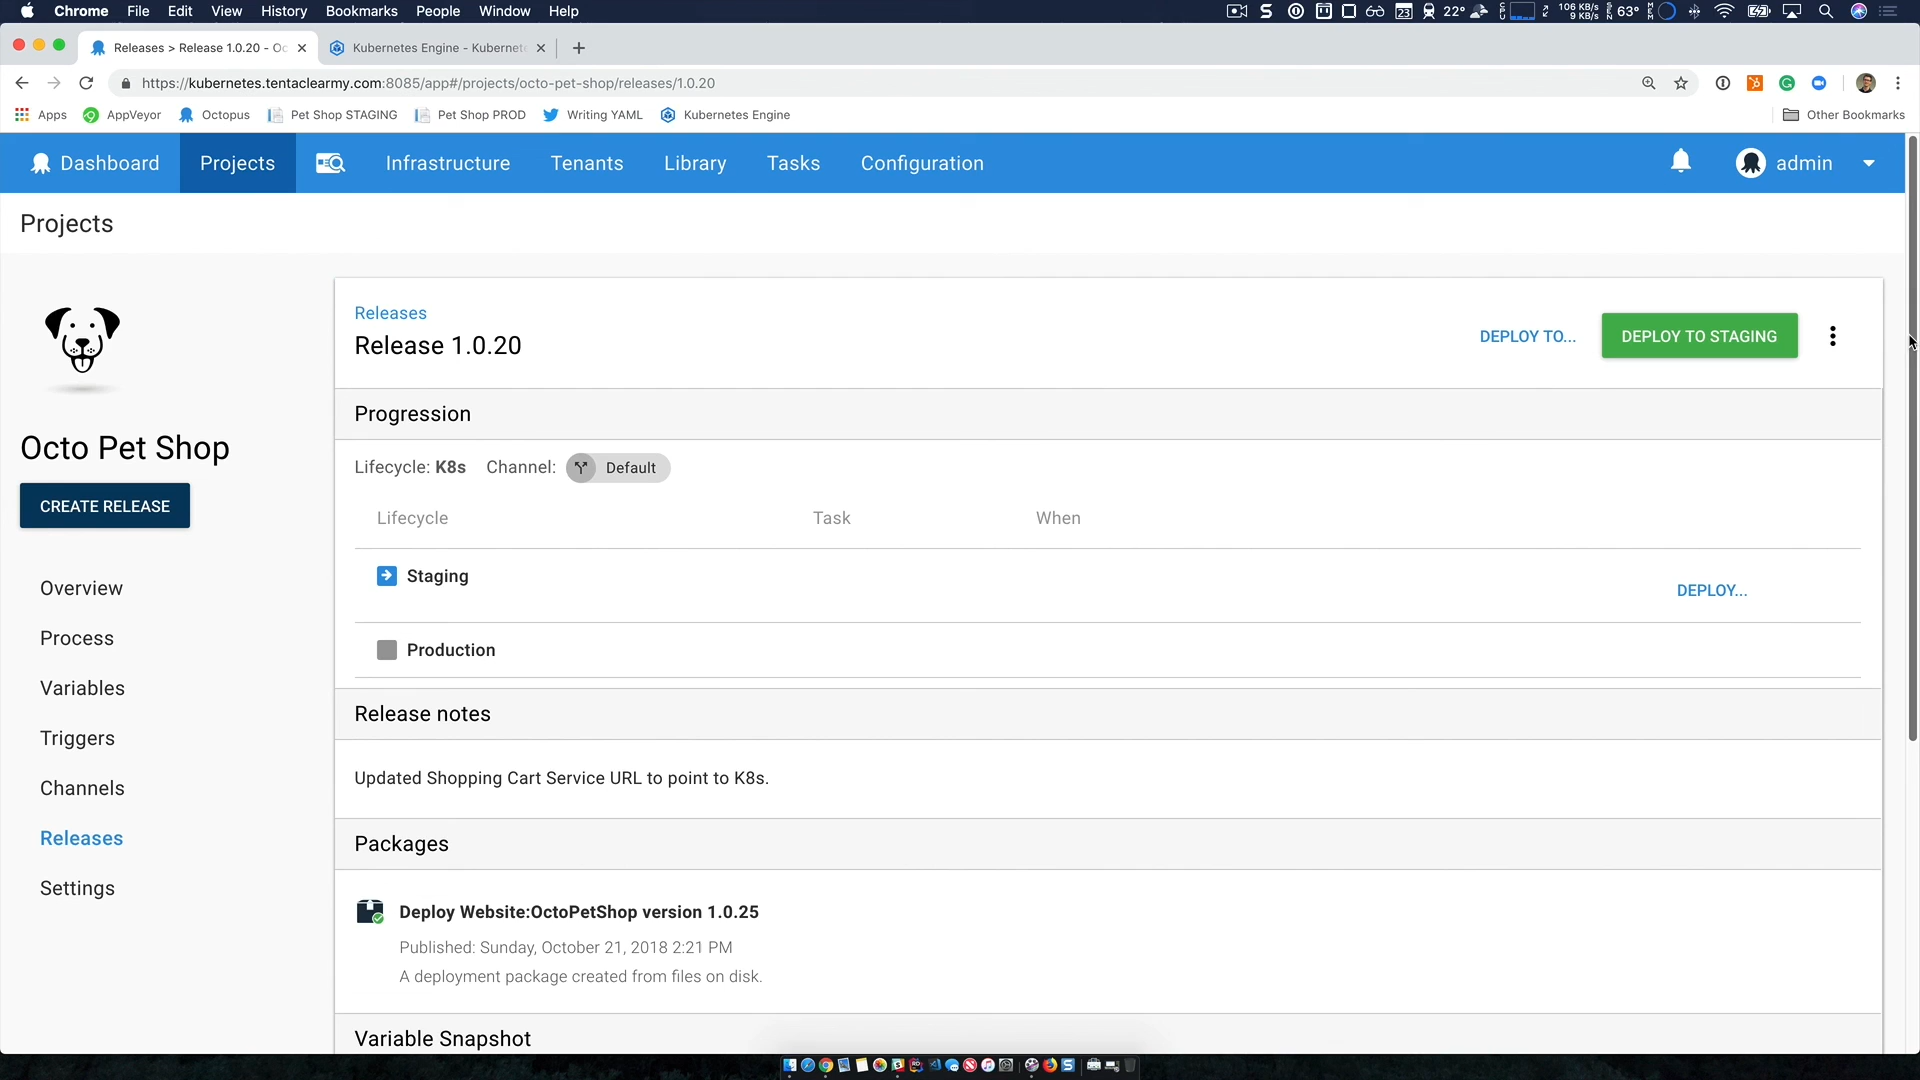 Chrome File Edit View History Bookmarks People Window Help
23 22° 106 KB/s 9 KB/s 63°
Releases > Release 1.0.20 - Oc
Kubernetes Engine - Kubernet
https://kubernetes.tentaclearmy.com:8085/app#/projects/octo-pet-shop/releases/1.0.20
Apps AppVeyor Octopus Pet Shop STAGING Pet Shop PROD Writing YAML Kubernetes Engine Other Bookmarks
Dashboard Projects Infrastructure Tenants Library Tasks Configuration admin
Projects
Octo Pet Shop
CREATE RELEASE
Overview
Process
Variables
Triggers
Channels
Releases
Settings
Releases
Release 1.0.20
DEPLOY TO...
DEPLOY TO STAGING
Progression
Lifecycle: K8s Channel: Default
Lifecycle Task When
Staging
DEPLOY...
Production
Release notes
Updated Shopping Cart Service URL to point to K8s.
Packages
Deploy Website:OctoPetShop version 1.0.25
Published: Sunday, October 21, 2018 2:21 PM
A deployment package created from files on disk.
Variable Snapshot